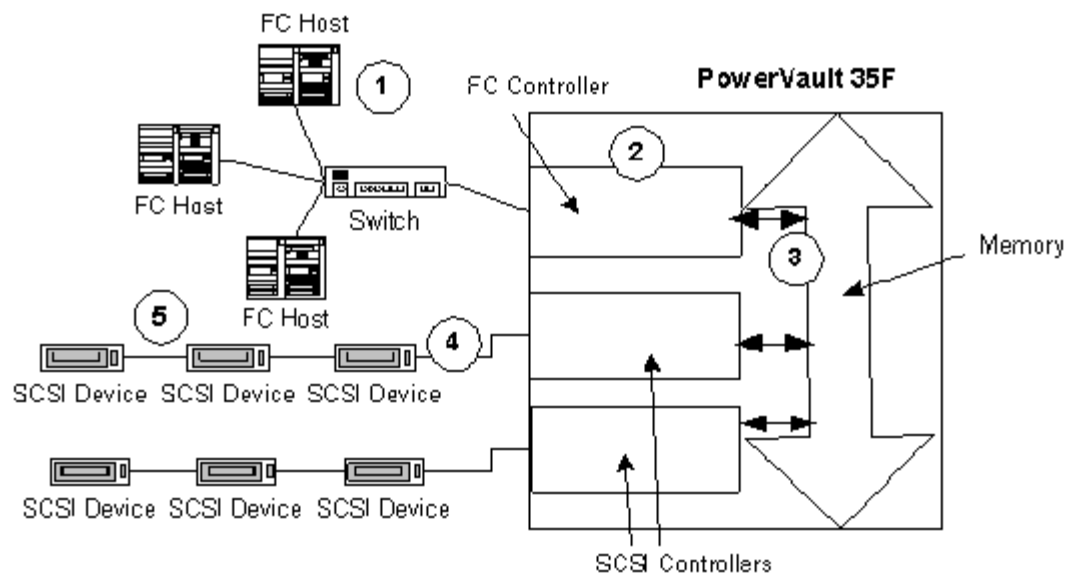 FC Host
1
FC Controller
PowerVault 35F
2
FC Host
Switch
3
Memory
FC Host
5
4
SCSI Device SCSI Device SCSI Device
SCSI Device SCSI Device SCSI Device
SCSI Controllers